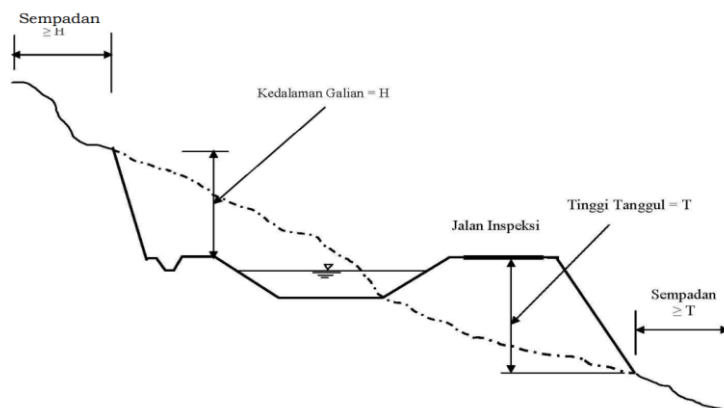 Sempadan
≥ H
Kedalaman Galian = H
Tinggi Tanggul = T
Jalan Inspeksi
Sempadan
≥ T